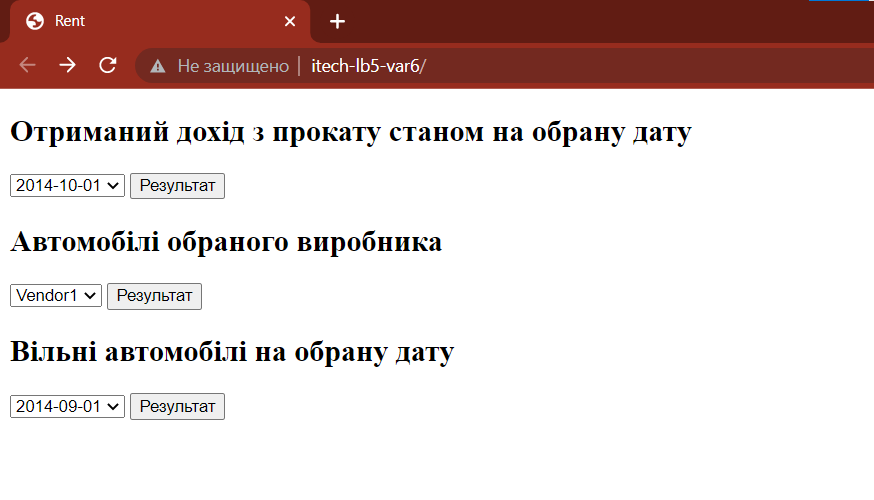 Rent
Не защищено | itech-lb5-var6/
Отриманий дохід з прокату станом на обрану дату
2014-10-01 Результат
Автомобілі обраного виробника
Vendor1 Результат
Вільні автомобілі на обрану дату
2014-09-01 Результат